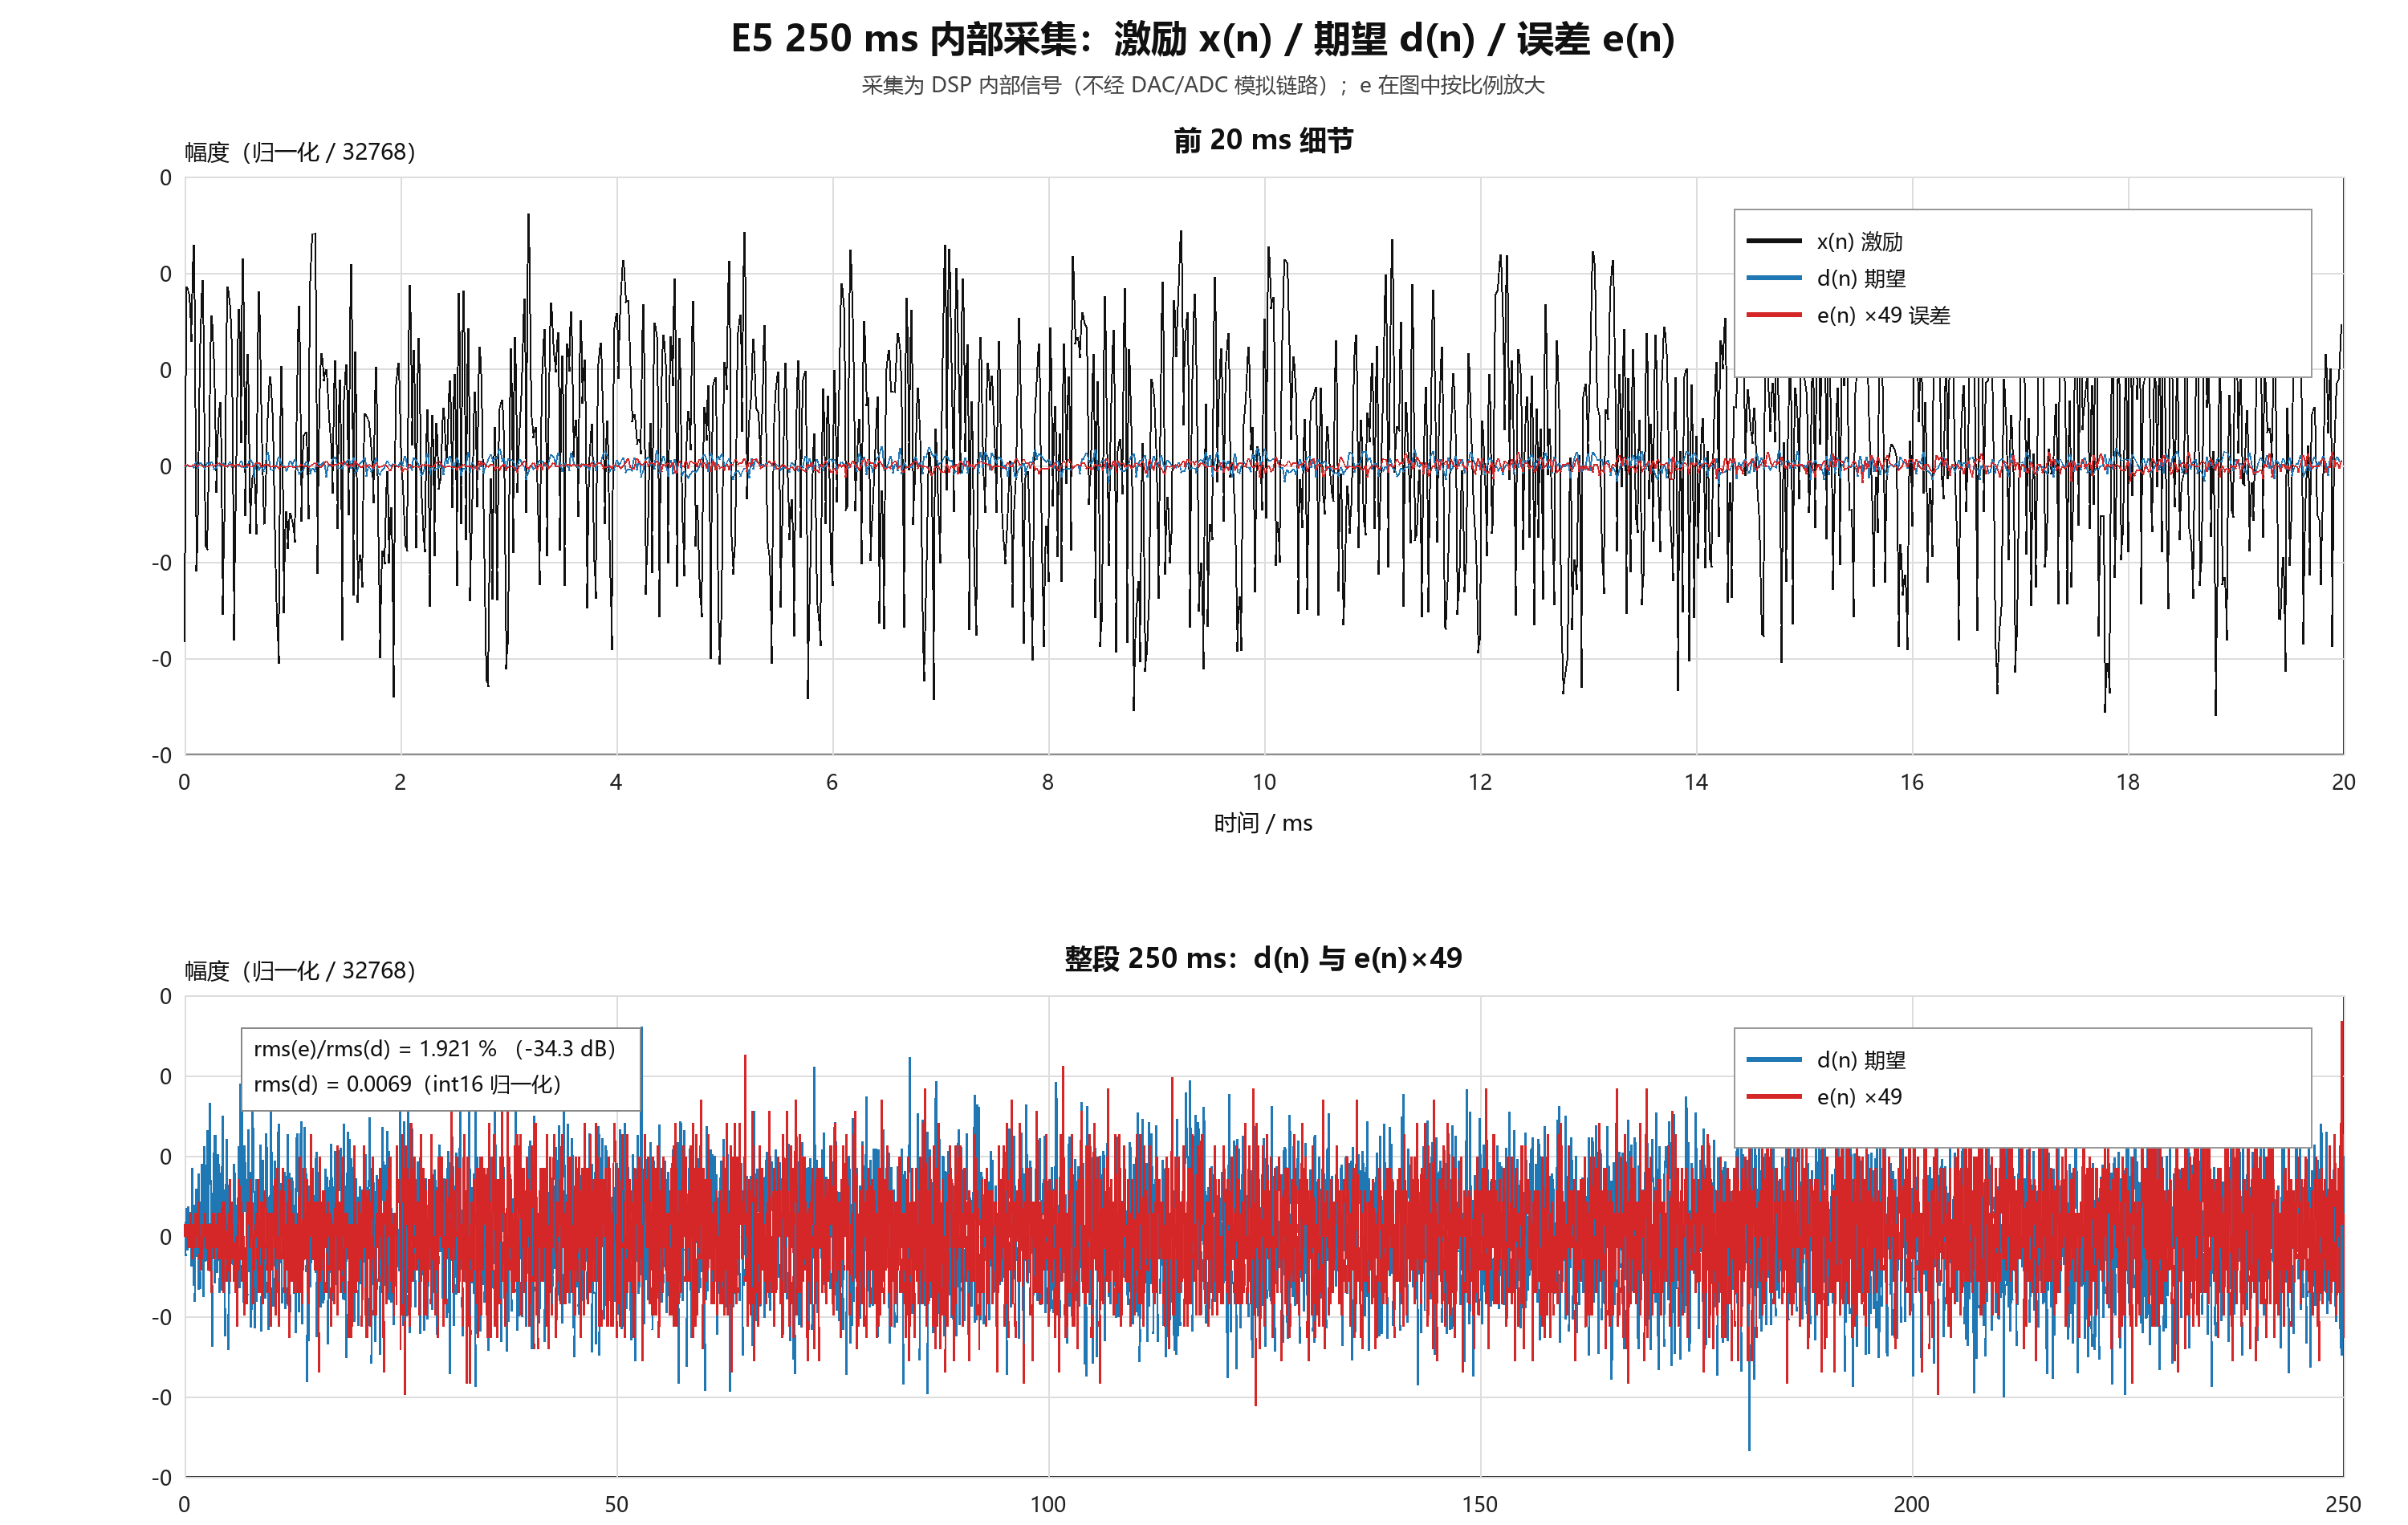 E5 250 ms 内部采集：激励 x(n) / 期望 d(n) / 误差 e(n)
采集为 DSP 内部信号（不经 DAC/ADC 模拟链路）；e 在图中按比例放大
前 20 ms 细节
幅度（归一化 / 32768）
0
0
0
0
-0
-0
-0
x(n) 激励
d(n) 期望
e(n) ×49 误差
0 2 4 6 8 10 12 14 16 18 20
时间 / ms
整段 250 ms：d(n) 与 e(n)×49
幅度（归一化 / 32768）
0
0
0
0
-0
-0
-0
rms(e)/rms(d) = 1.921 % （-34.3 dB）
rms(d) = 0.0069（int16 归一化）
d(n) 期望
e(n) ×49
0 50 100 150 200 250